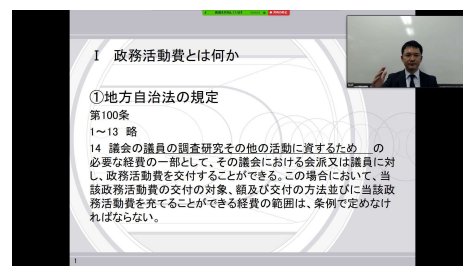 Ⅰ 政務活動費とは何か
①地方自治法の規定
第100条
1～13 略
14 議会の議員の調査研究その他の活動に資するため の
必要な経費の一部として、その議会における会派又は議員に対
し、政務活動費を交付することができる。この場合において、当
該政務活動費の交付の対象、額及び交付の方法並びに当該政
務活動費を充てることができる経費の範囲は、条例で定めなけ
ればならない。
1